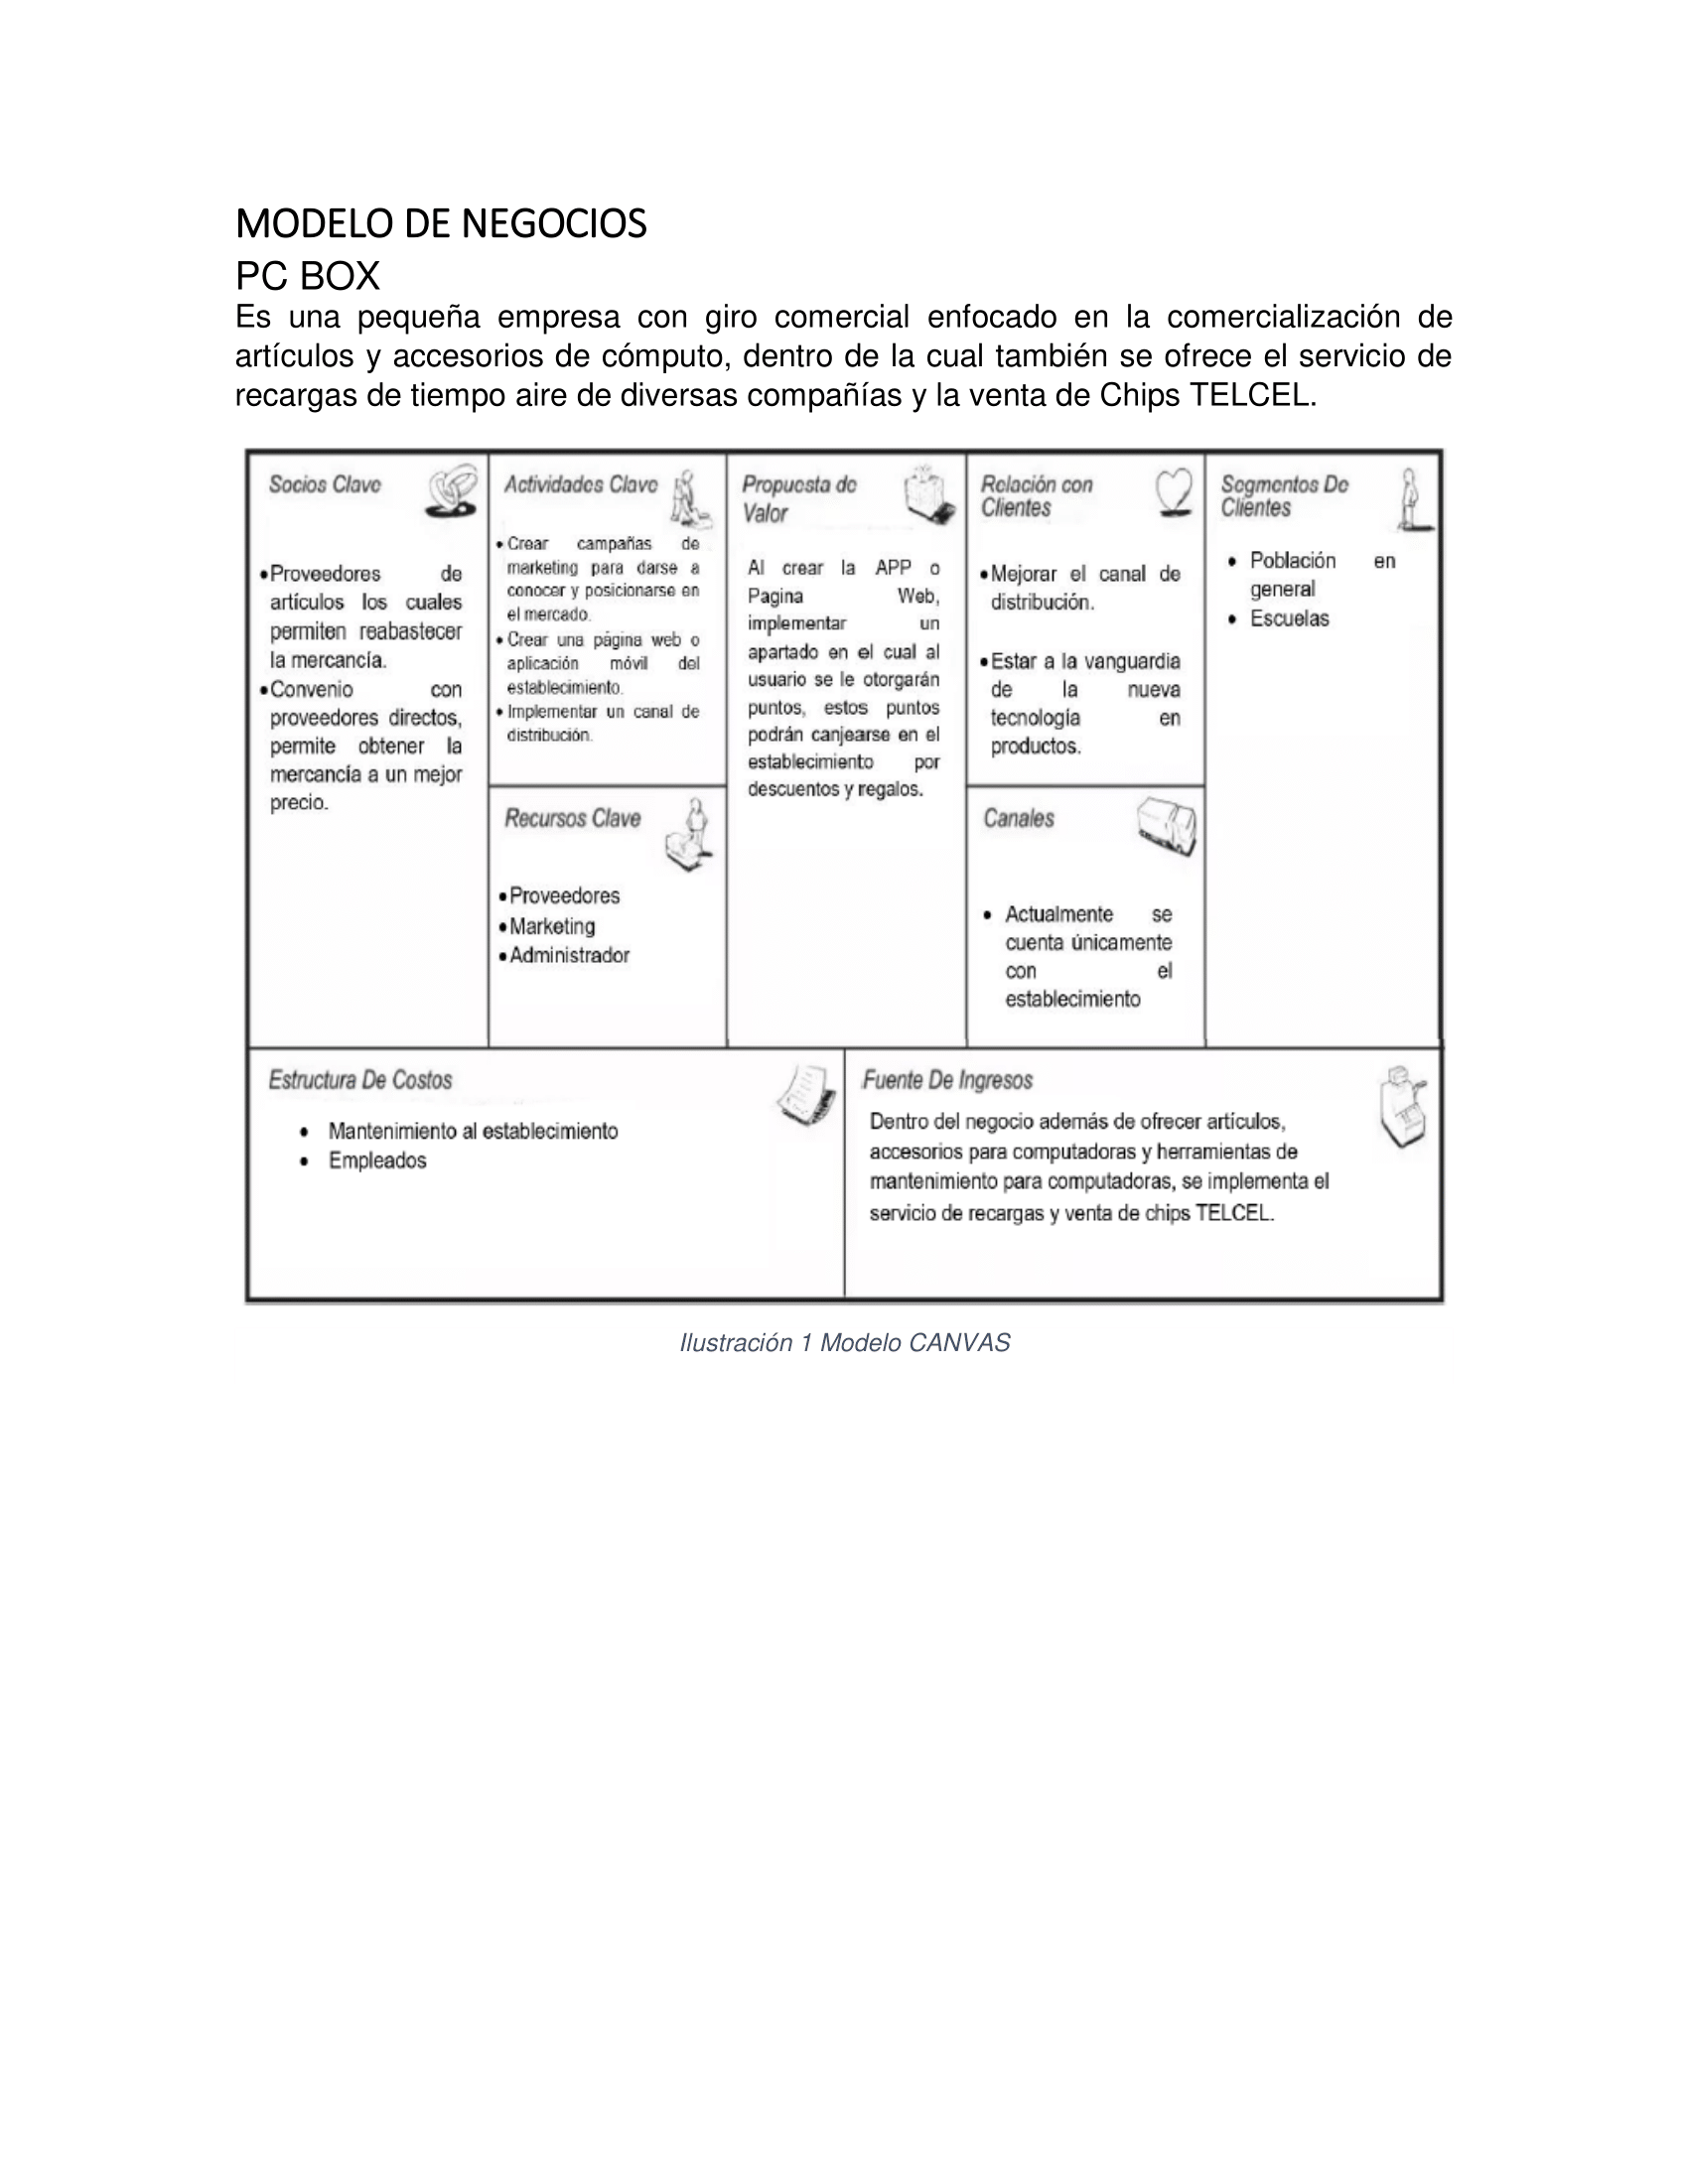 MODELO DE NEGOCIOS
PC BOX
Es una pequeña empresa con giro comercial enfocado en la comercialización de
artículos y accesorios de cómputo, dentro de la cual también se ofrece el servicio de
recargas de tiempo aire de diversas compañías y la venta de Chips TELCEL.
Socios Clave
•Proveedores de
artículos los cuales
permiten reabastecer
la mercancía.
•Convenio con
proveedores directos,
permite obtener la
mercancía a un mejor
precio.
Actividades Clave
• Crear campañas de
marketing para darse a
conocer y posicionarse en
el mercado.
• Crear una página web o
aplicación móvil del
establecimiento.
• Implementar un canal de
distribución.
Recursos Clave
•Proveedores
•Marketing
•Administrador
Propuesta de
Valor
Al crear la APP o
Pagina Web,
implementar un
apartado en el cual al
usuario se le otorgarán
puntos, estos puntos
podrán canjearse en el
establecimiento por
descuentos y regalos.
Relación con
Clientes
•Mejorar el canal de
distribución.
•Estar a la vanguardia
de la nueva
tecnología en
productos.
Canales
• Actualmente se
cuenta únicamente
con el
establecimiento
Segmentos De
Clientes
• Población en
general
• Escuelas
Estructura De Costos
• Mantenimiento al establecimiento
• Empleados
Fuente De Ingresos
Dentro del negocio además de ofrecer artículos,
accesorios para computadoras y herramientas de
mantenimiento para computadoras, se implementa el
servicio de recargas y venta de chips TELCEL.
Ilustración 1 Modelo CANVAS